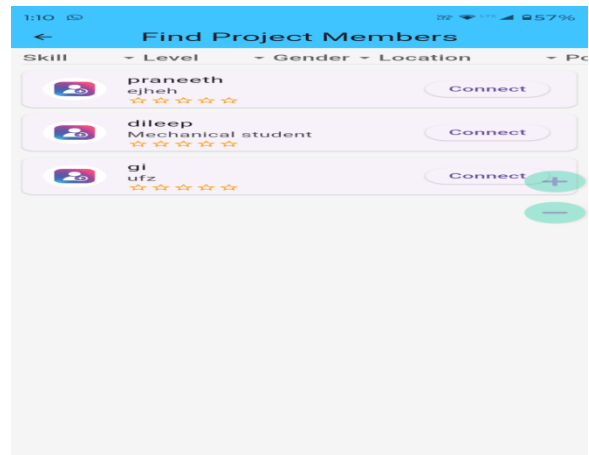 1:10 57%
Find Project Members
Skill Level Gender Location Po
praneeth
ejheh
Connect
dileep
Mechanical student
Connect
gi
ufz
Connect